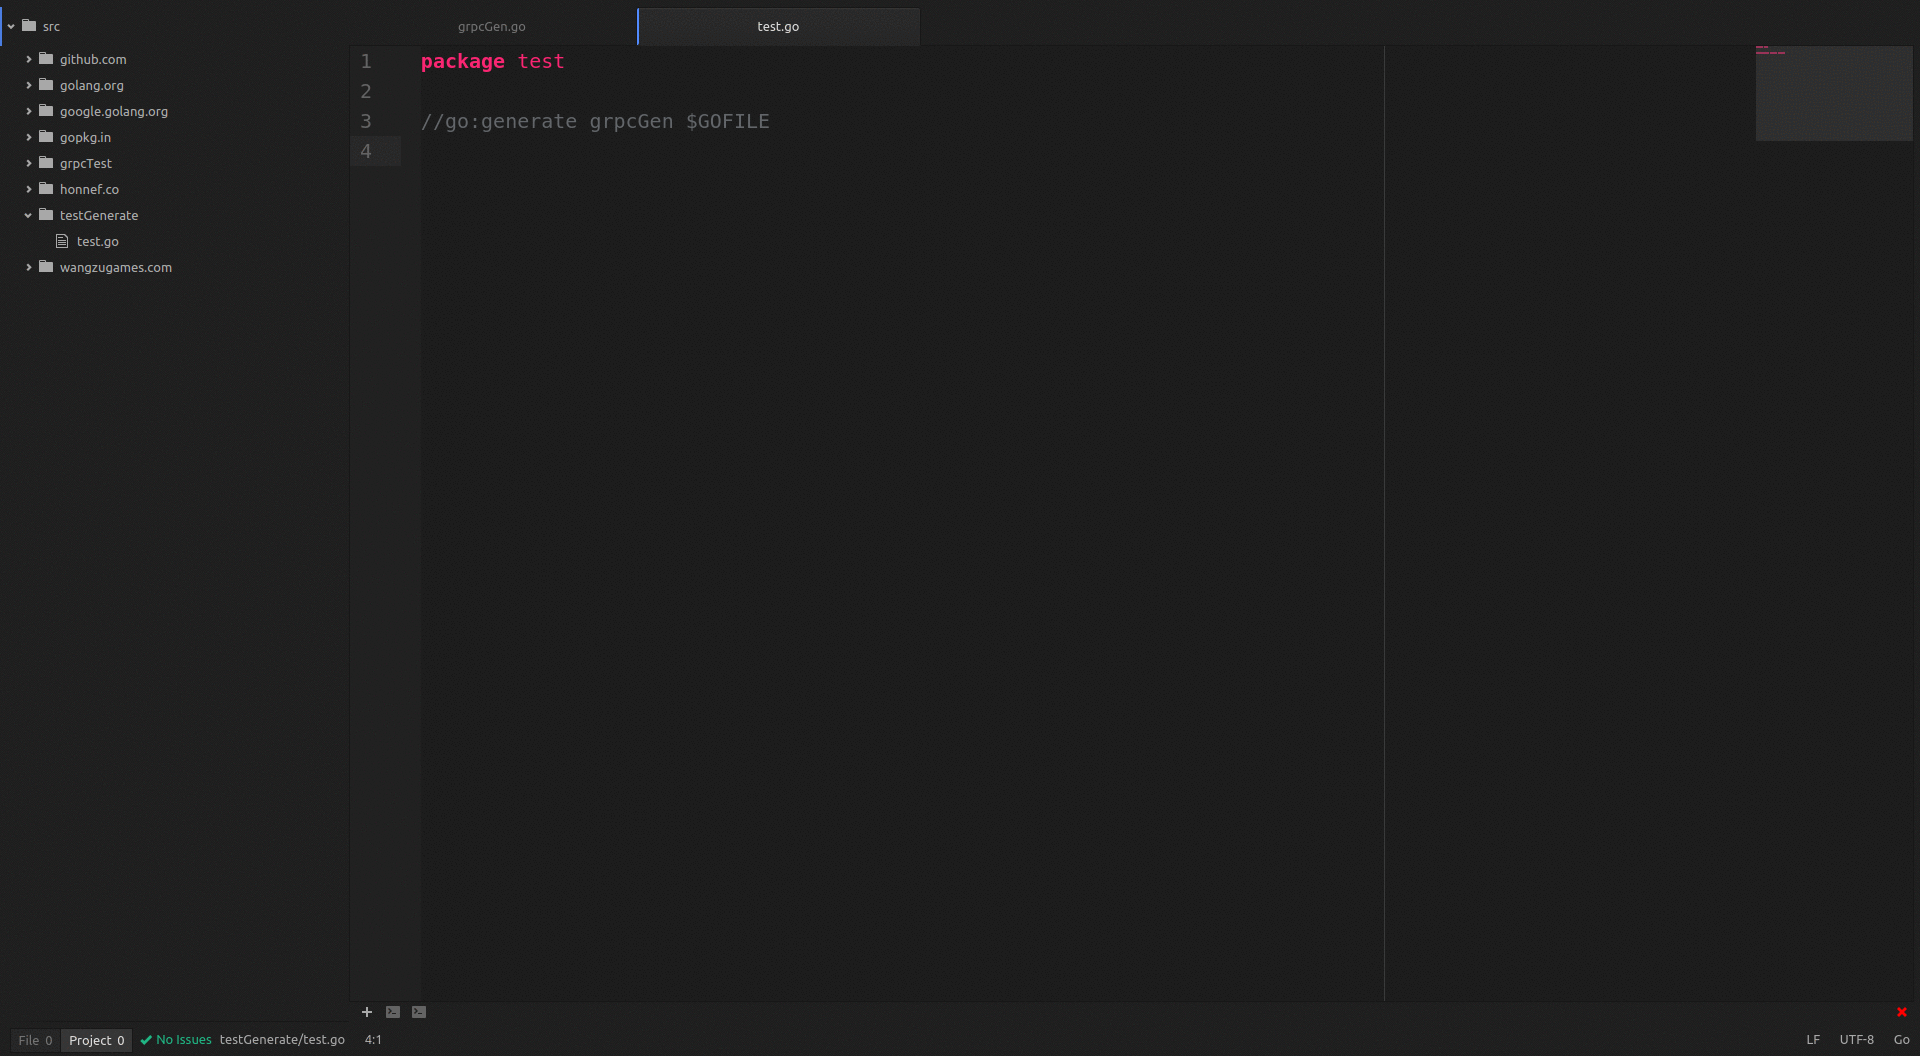 src
github.com
golang.org
google.golang.org
gopkg.in
grpcTest
honnef.co
testGenerate
test.go
wangzugames.com
grpcGen.go
test.go
1 package test
2
3 //go:generate grpcGen $GOFILE
4
File 0 Project 0 No Issues testGenerate/test.go 4:1 LF UTF-8 Go